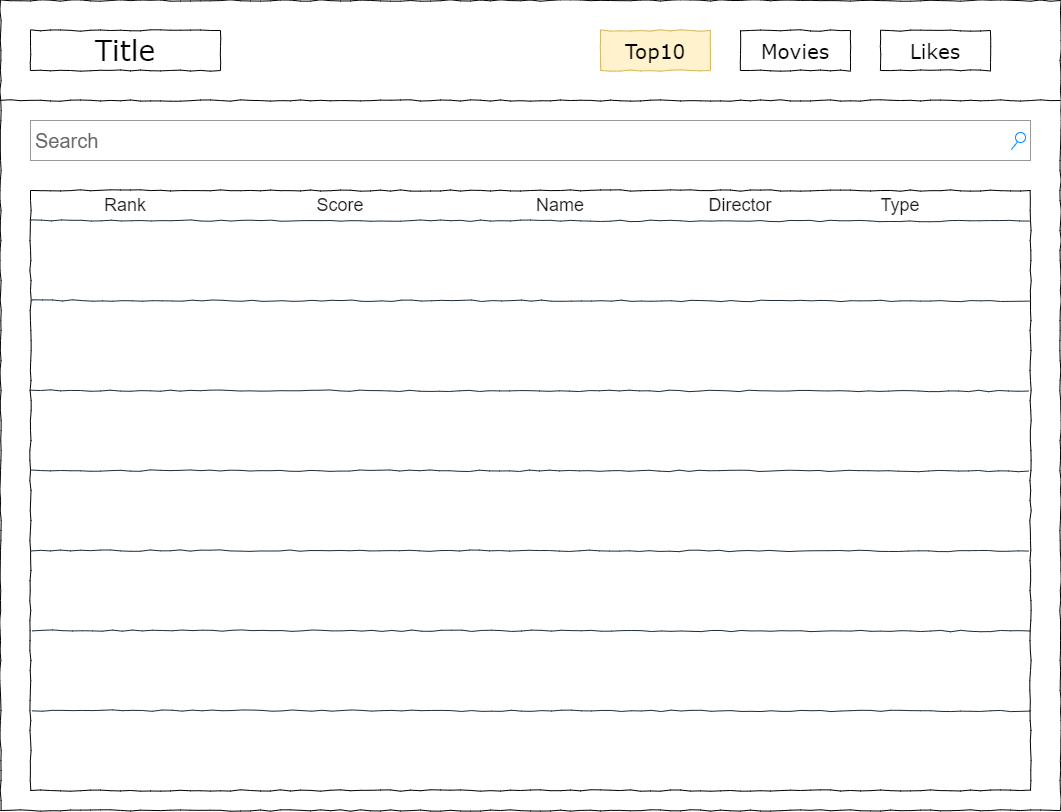 Title Top10 Movies Likes
Search
Rank Score Name Director Type